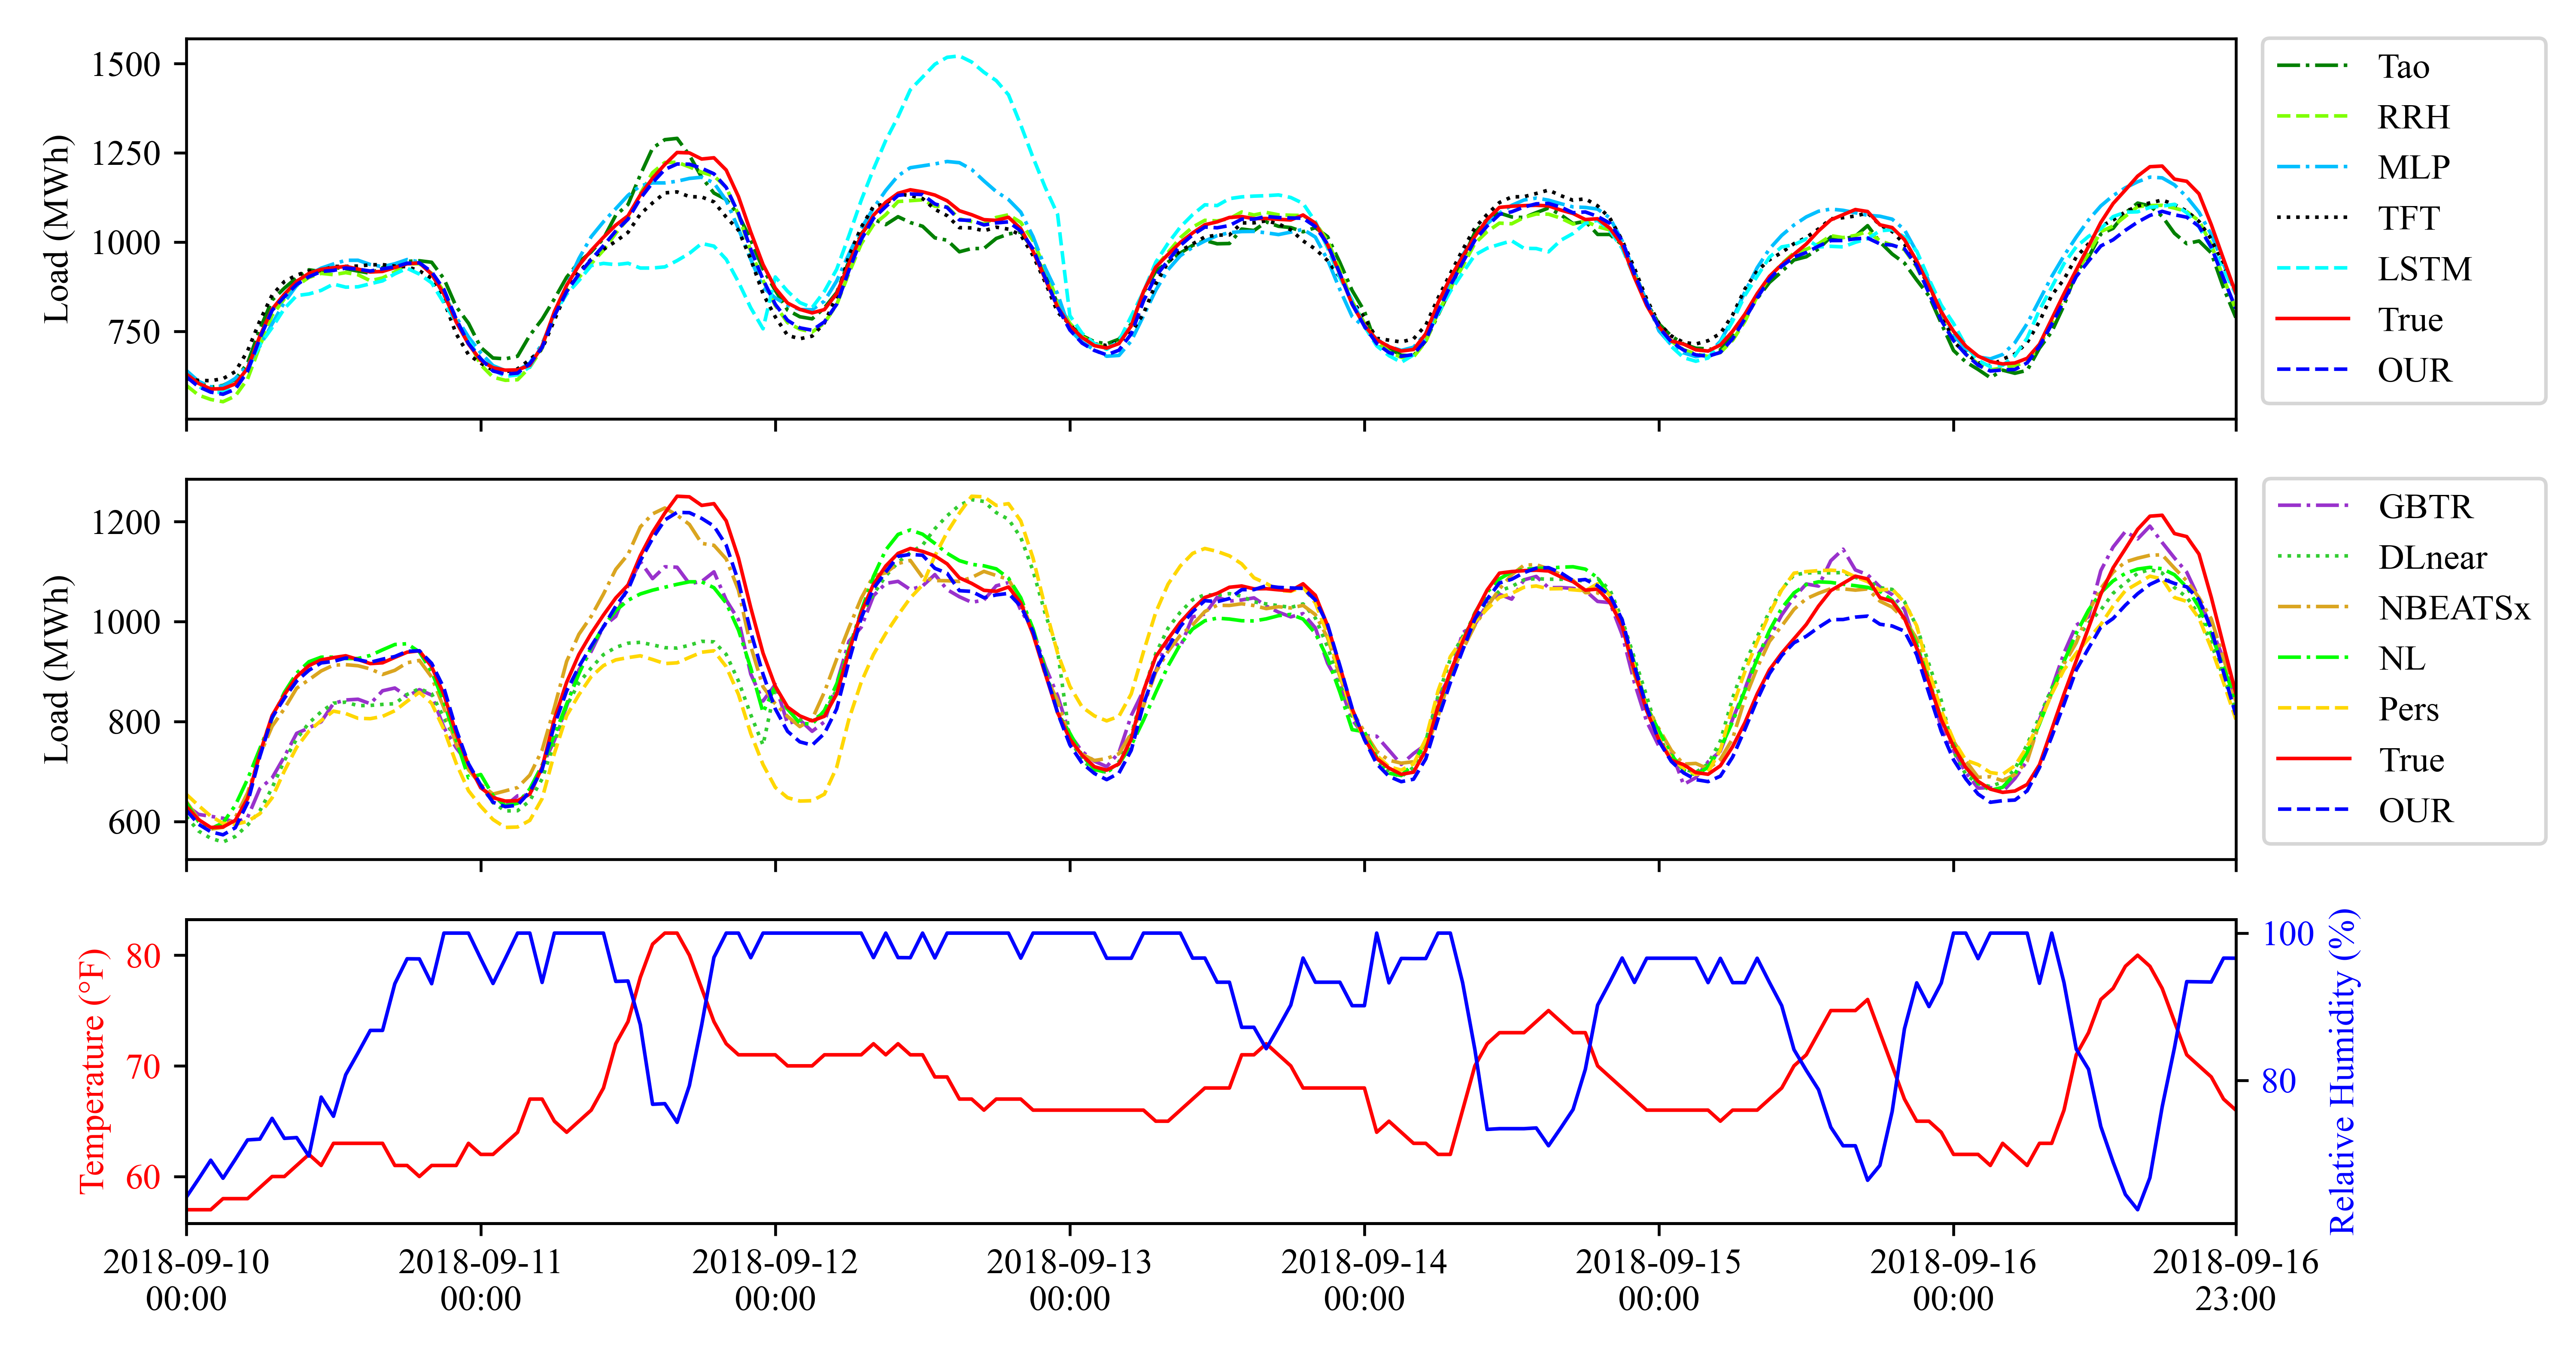 Load (MWh)
1500
1250
1000
750
Tao
RRH
MLP
TFT
LSTM
True
OUR
Load (MWh)
1200
1000
800
600
GBTR
DLnear
NBEATSx
NL
Pers
True
OUR
Temperature (°F)
80
70
60
100
80
Relative Humidity (%)
2018-09-10 2018-09-11 2018-09-12 2018-09-13 2018-09-14 2018-09-15 2018-09-16 2018-09-16
00:00 00:00 00:00 00:00 00:00 00:00 00:00 23:00